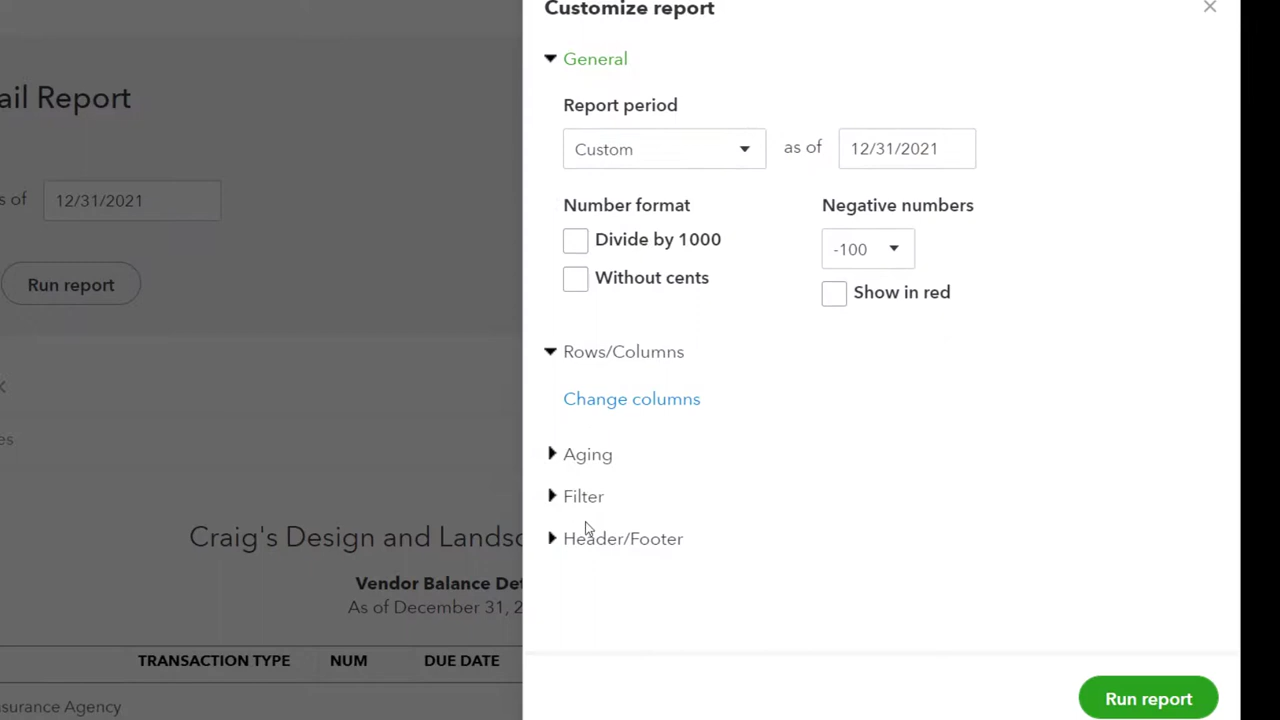 Customize report
General
ail Report
Report period
Custom
as of
12/31/2021
s of
12/31/2021
Number format
Negative numbers
Divide by 1000
-100
Without cents
Show in red
Run report
Rows/Columns
Change columns
es
Aging
Filter
Header/Footer
Craig's Design and Landsc
Vendor Balance Det
As of December 31, 2
TRANSACTION TYPE NUM DUE DATE
nsurance Agency
Run report